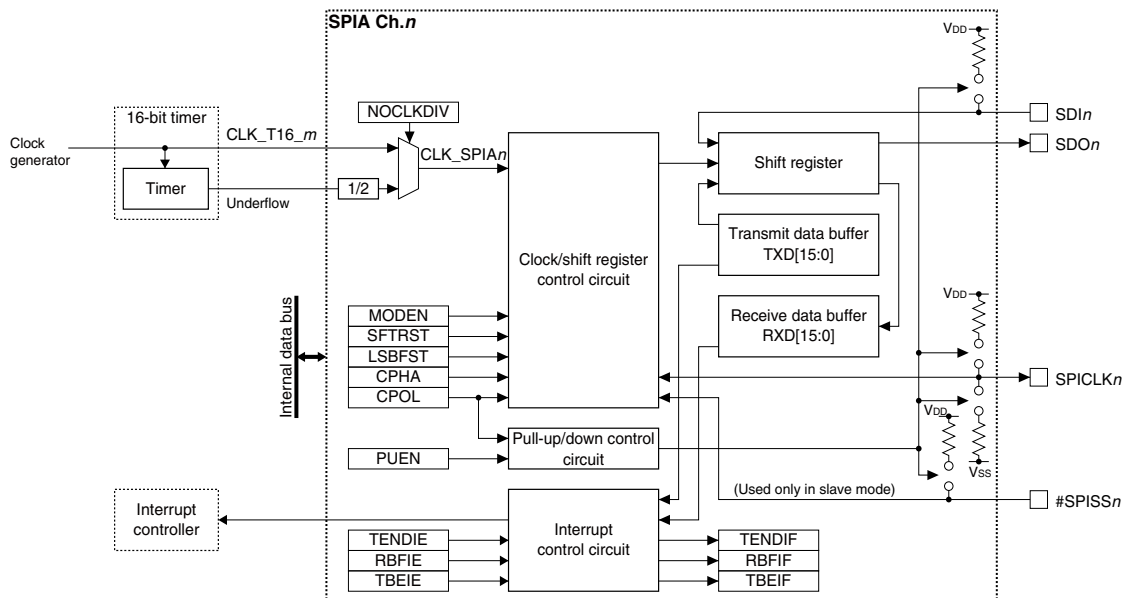 SPIA Ch.n
VDD
NOCLKDIV
16-bit timer
CLK_T16_m
Clock
generator
CLK_SPIAn
Timer
1/2
Underflow
Shift register
SDIn
SDOn
Clock/shift register
control circuit
Transmit data buffer
TXD[15:0]
Receive data buffer
RXD[15:0]
VDD
Internal data bus
MODEN
SFTRST
LSBFST
CPHA
CPOL
SPICLKn
VDD
Pull-up/down control
circuit
PUEN
VSS
(Used only in slave mode)
#SPISSn
Interrupt
controller
Interrupt
control circuit
TENDIE
RBFIE
TBEIE
TENDIF
RBFIF
TBEIF